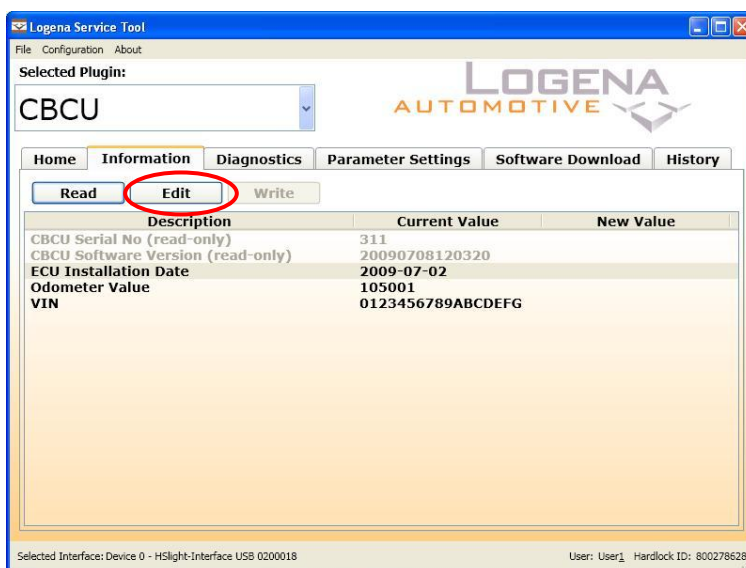 Logena Service Tool
File Configuration About
Selected Plugin:
CBCU
LOGENA
AUTOMOTIVE
Home Information Diagnostics Parameter Settings Software Download History
Read Edit Write
Description Current Value New Value
CBCU Serial No (read-only) 311
CBCU Software Version (read-only) 20090708120320
ECU Installation Date 2009-07-02
Odometer Value 105001
VIN 0123456789ABCDEFG
Selected Interface: Device 0 - HSlight-Interface USB 0200018 User: User1 Hardlock ID: 800278628